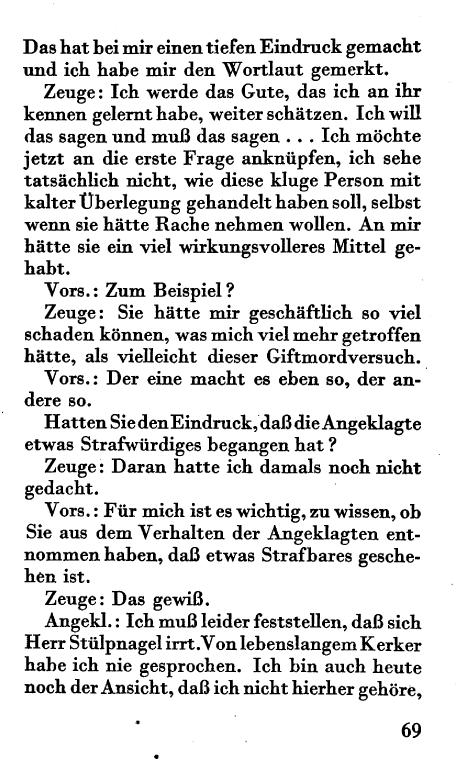 Das hat bei mir einen tiefen Eindruck gemacht
und ich habe mir den Wortlaut gemerkt.
Zeuge: Ich werde das Gute, das ich an ihr
kennen gelernt habe, weiter schätzen. Ich will
das sagen und muß das sagen . . . Ich möchte
jetzt an die erste Frage anknüpfen, ich sehe
tatsächlich nicht, wie diese kluge Person mit
kalter Überlegung gehandelt haben soll, selbst
wenn sie hätte Rache nehmen wollen. An mir
hätte sie ein viel wirkungsvolleres Mittel ge-
habt.
Vors.: Zum Beispiel?
Zeuge: Sie hätte mir geschäftlich so viel
schaden können, was mich viel mehr getroffen
hätte, als vielleicht dieser Giftmordversuch.
Vors.: Der eine macht es eben so, der an-
dere so.
Hatten Sie den Eindruck, daß die Angeklagte
etwas Strafwürdiges begangen hat?
Zeuge: Daran hatte ich damals noch nicht
gedacht.
Vors.: Für mich ist es wichtig, zu wissen, ob
Sie aus dem Verhalten der Angeklagten ent-
nommen haben, daß etwas Strafbares gesche-
hen ist.
Zeuge: Das gewiß.
Angekl.: Ich muß leider feststellen, daß sich
Herr Stülpnagel irrt. Von lebenslangem Kerker
habe ich nie gesprochen. Ich bin auch heute
noch der Ansicht, daß ich nicht hierher gehöre,
69